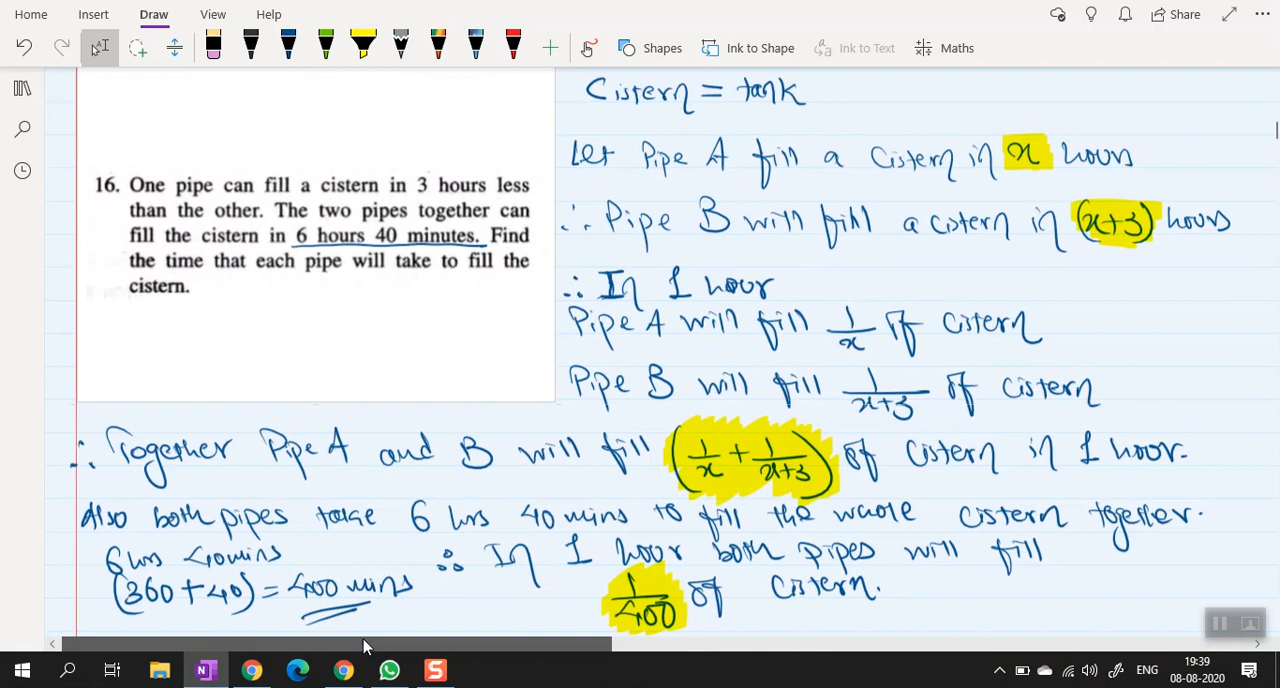 Home Insert Draw View Help Share
Shapes Ink to Shape Ink to Text Maths
Cistern = tank
Let Pipe A fill a cistern in x hours
∴ Pipe B will fill a cistern in (x+3) hours
∴ In 1 hour
Pipe A will fill 1/x of cistern
Pipe B will fill 1/(x+3) of cistern
16. One pipe can fill a cistern in 3 hours less
than the other. The two pipes together can
fill the cistern in 6 hours 40 minutes. Find
the time that each pipe will take to fill the
cistern.
∴ Together Pipe A and B will fill (1/x + 1/(x+3)) of cistern in 1 hour.
Also both pipes take 6 hrs 40 mins to fill the whole cistern together.
6 hrs 40 mins
(360+40) = 400 mins
∴ In 1 hour both pipes will fill
1/400 of cistern.
ENG
19:39
08-08-2020